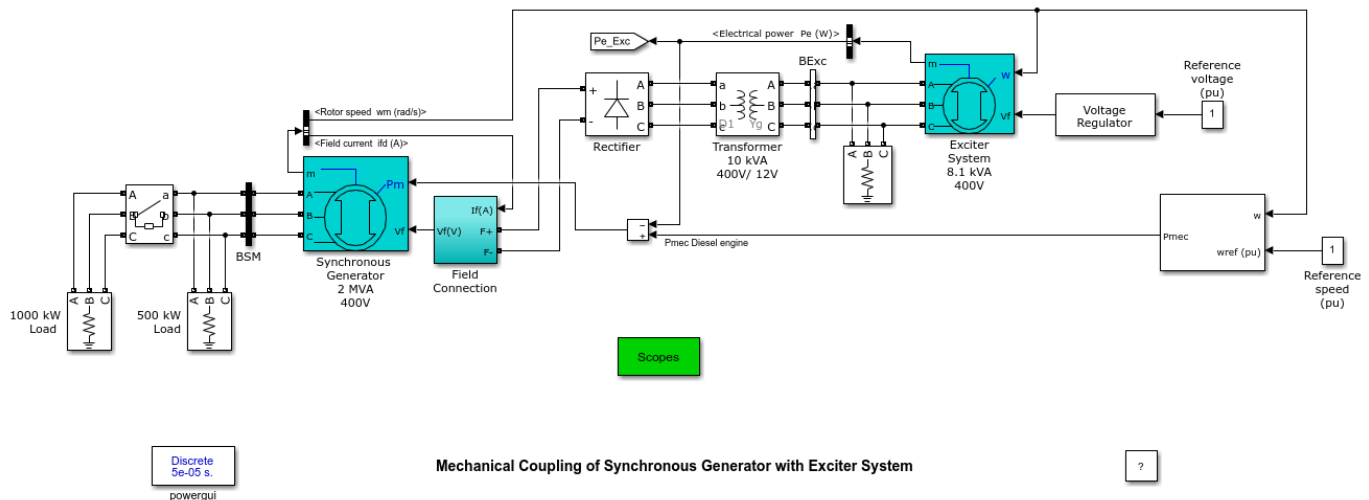 <Electrical power Pe (W)>
Pe_Exc
BExc
m
w
A
B
C
Vf
Reference
voltage
(pu)
1
Voltage
Regulator
Exciter
System
8.1 kVA
400V
+
-
A
B
C
Rectifier
a
b
c
A
B
C
D1 Yg
Transformer
10 kVA
400V/ 12V
A B C
<Rotor speed wm (rad/s)>
<Field current ifd (A)>
m
Pm
A
B
C
Vf
Synchronous
Generator
2 MVA
400V
BSM
A
B
C
a
b
c
If(A)
Vf(V)
F+
F-
Field
Connection
-
+
Pmec Diesel engine
Pmec
w
wref (pu)
1
Reference
speed
(pu)
A B C
1000 kW
Load
A B C
500 kW
Load
Scopes
Discrete
5e-05 s.
powergui
Mechanical Coupling of Synchronous Generator with Exciter System
?